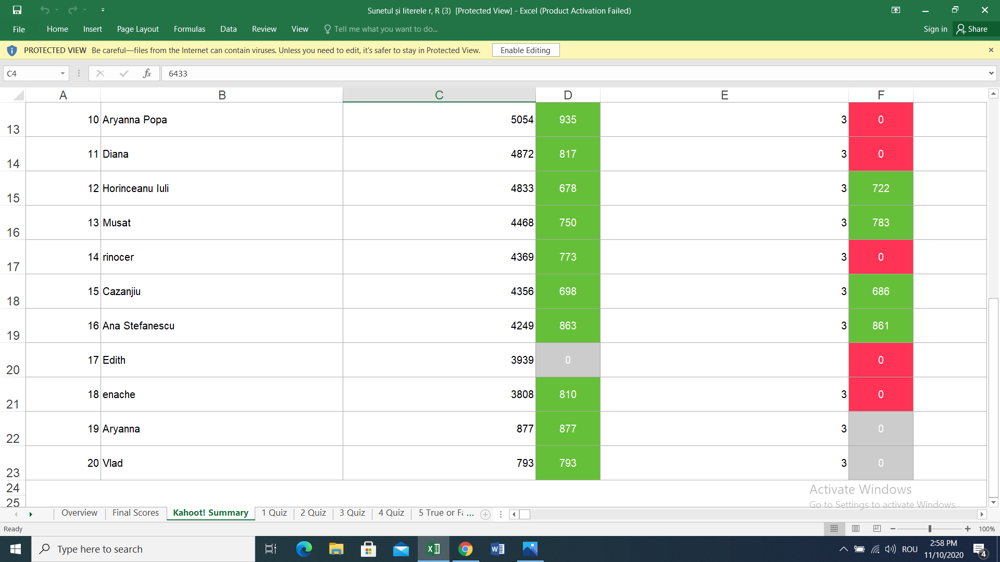 Sunetul și literele r, R (3) [Protected View] - Excel (Product Activation Failed)
File Home Insert Page Layout Formulas Data Review View Tell me what you want to do... Sign in Share
PROTECTED VIEW Be careful—files from the Internet can contain viruses. Unless you need to edit, it's safer to stay in Protected View. Enable Editing
C4 fx 6433
A B C D E F
13 10 Aryanna Popa 5054 935 3 0
14 11 Diana 4872 817 3 0
15 12 Horinceanu Iuli 4833 678 3 722
16 13 Musat 4468 750 3 783
17 14 rinocer 4369 773 3 0
18 15 Cazanjiu 4356 698 3 686
19 16 Ana Stefanescu 4249 863 3 861
20 17 Edith 3939 0 0
21 18 enache 3808 810 3 0
22 19 Aryanna 877 877 3 0
23 20 Vlad 793 793 3 0
24
25
Activate Windows
Go to Settings to activate Windows.
Overview Final Scores Kahoot! Summary 1 Quiz 2 Quiz 3 Quiz 4 Quiz 5 True or Fa ...
Ready 100%
Type here to search ROU 2:58 PM
11/10/2020 4